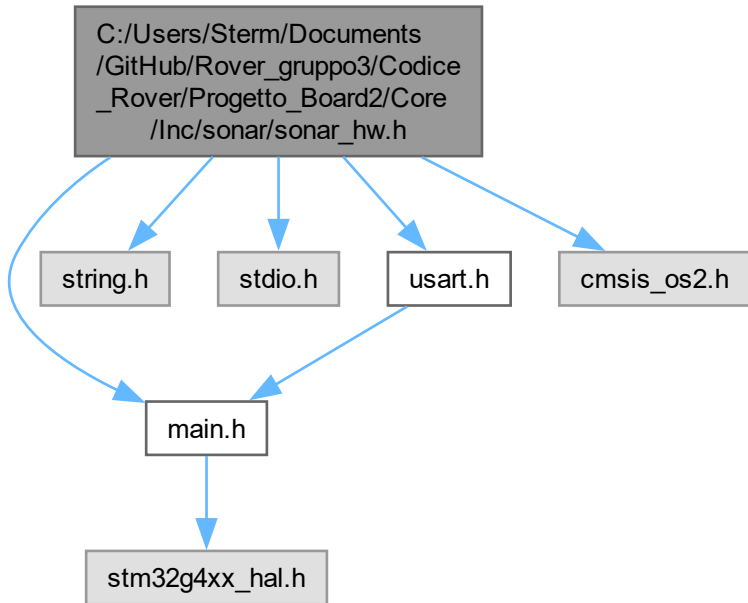 C:/Users/Sterm/Documents
/GitHub/Rover_gruppo3/Codice
_Rover/Progetto_Board2/Core
/Inc/sonar/sonar_hw.h
string.h
stdio.h
usart.h
cmsis_os2.h
main.h
stm32g4xx_hal.h